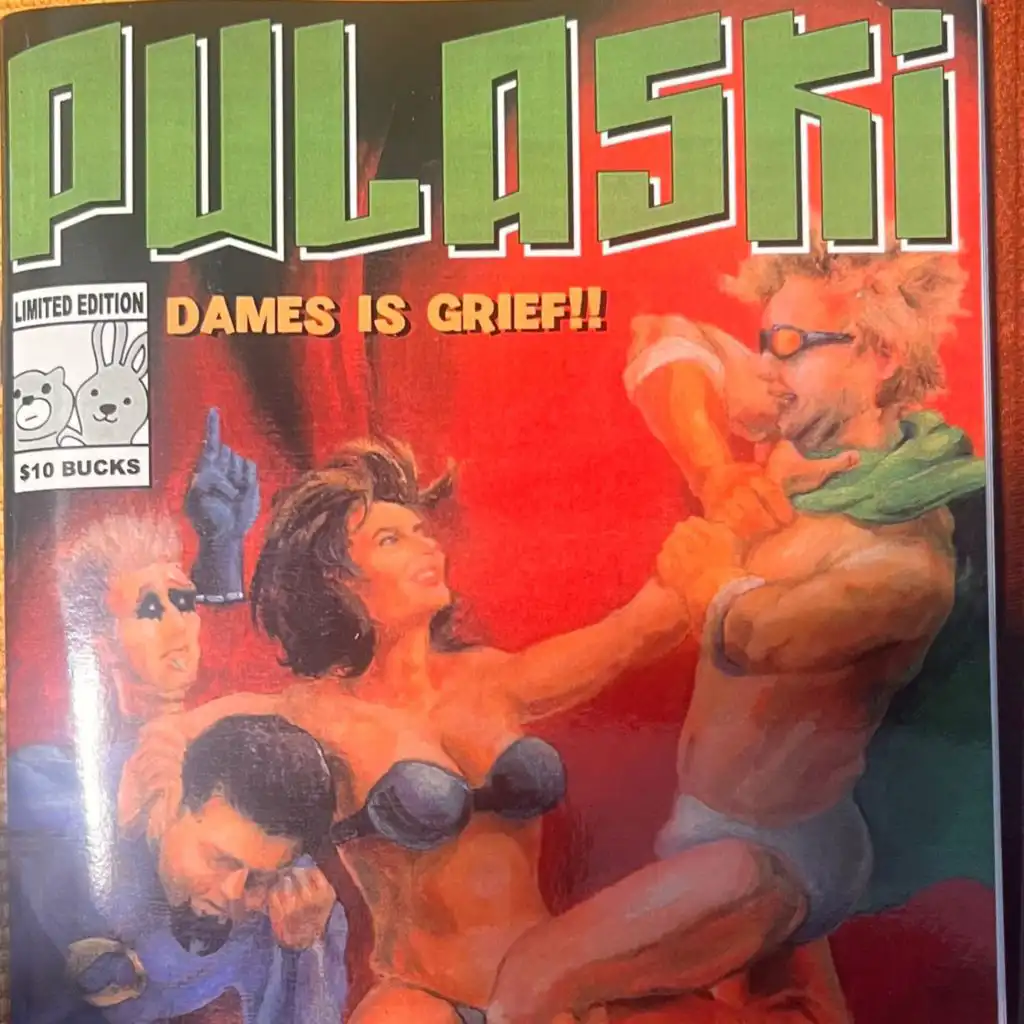 PULASKi
LIMITED EDITION
DAMES IS GRIEF!!
$10 BUCKS